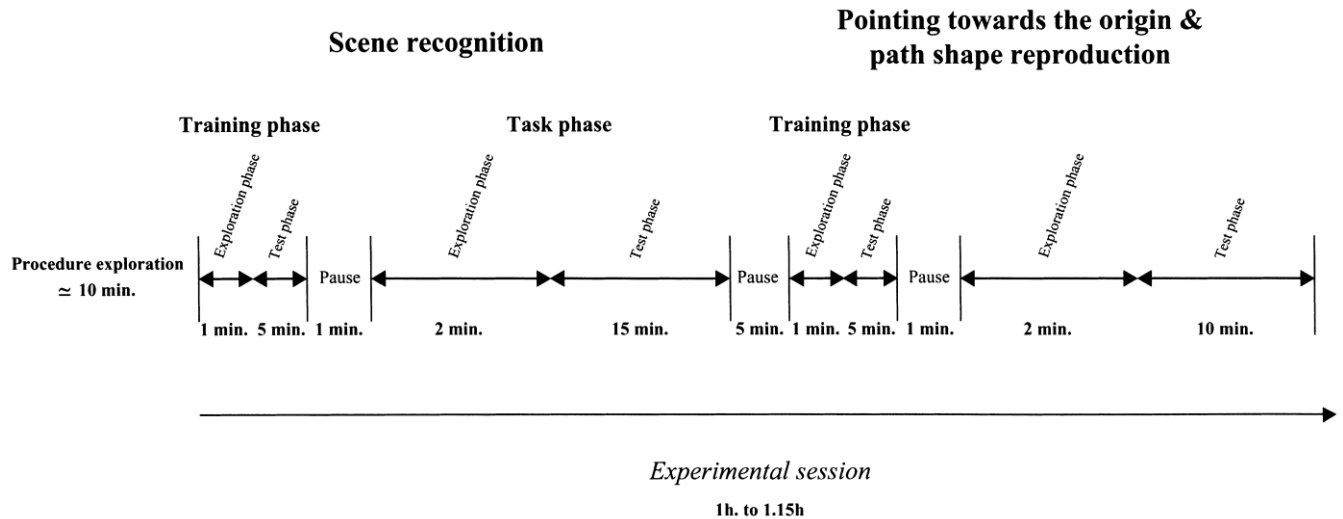 Scene recognition
Pointing towards the origin &
path shape reproduction
Training phase
Task phase
Training phase
Exploration phase
Test phase
Exploration phase
Test phase
Exploration phase
Test phase
Exploration phase
Test phase
Procedure exploration
≃ 10 min.
Pause
Pause
Pause
1 min.
5 min.
1 min.
2 min.
15 min.
5 min.
1 min.
5 min.
1 min.
2 min.
10 min.
Experimental session
1h. to 1.15h